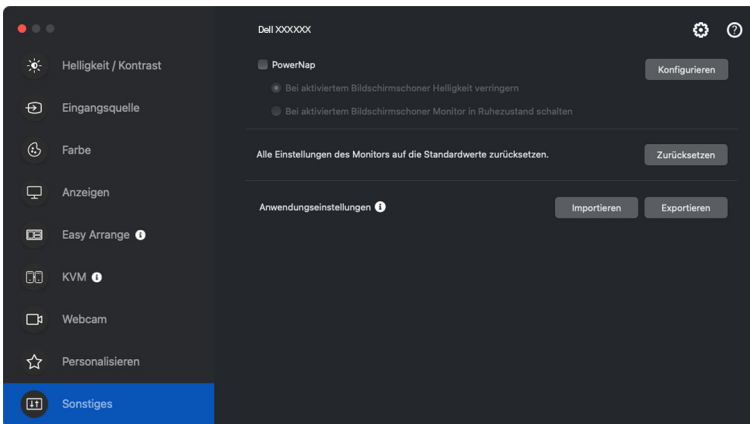 Dell XXXXXX
Helligkeit / Kontrast
Eingangsquelle
Farbe
Anzeigen
Easy Arrange
KVM
Webcam
Personalisieren
Sonstiges
PowerNap
Konfigurieren
Bei aktiviertem Bildschirmschoner Helligkeit verringern
Bei aktiviertem Bildschirmschoner Monitor in Ruhezustand schalten
Alle Einstellungen des Monitors auf die Standardwerte zurücksetzen.
Zurücksetzen
Anwendungseinstellungen
Importieren
Exportieren